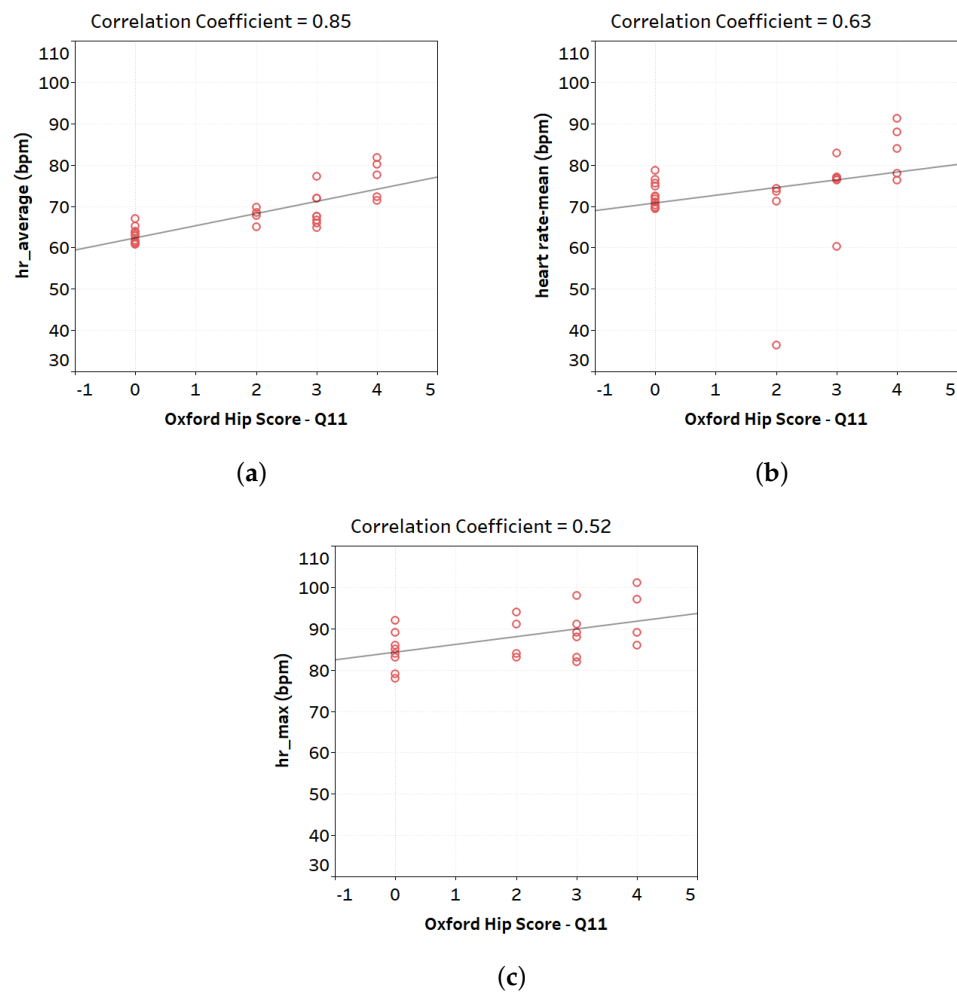 Correlation Coefficient = 0.85
110
100
90
80
70
60
50
40
30
hr_average (bpm)
-1 0 1 2 3 4 5
Oxford Hip Score - Q11
(a)
Correlation Coefficient = 0.63
110
100
90
80
70
60
50
40
30
heart rate-mean (bpm)
-1 0 1 2 3 4 5
Oxford Hip Score - Q11
(b)
Correlation Coefficient = 0.52
110
100
90
80
70
60
50
40
30
hr_max (bpm)
-1 0 1 2 3 4 5
Oxford Hip Score - Q11
(c)